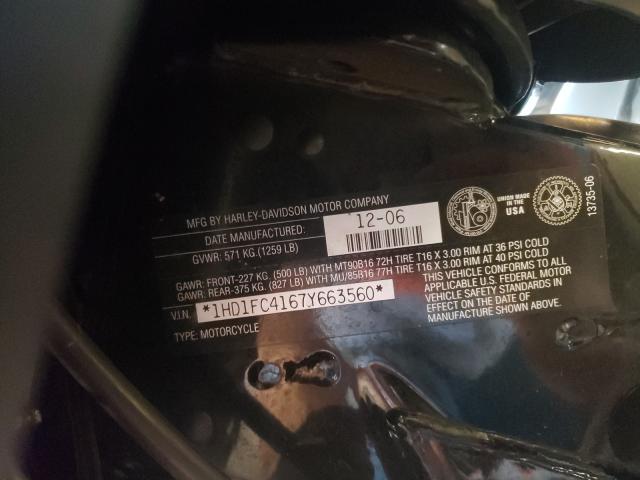 MFG BY HARLEY-DAVIDSON MOTOR COMPANY
DATE MANUFACTURED: 12-06
GVWR: 571 KG. (1259 LB)
UNION MADE IN THE USA
13735-06
GAWR: FRONT-227 KG. (500 LB) WITH MT90B16 72H TIRE T16 X 3.00 RIM AT 36 PSI COLD
GAWR: REAR-375 KG. (827 LB) WITH MU/85B16 77H TIRE T16 X 3.00 RIM AT 40 PSI COLD
V.I.N. *1HD1FC4167Y663560*
TYPE: MOTORCYCLE
THIS VEHICLE CONFORMS TO ALL
APPLICABLE U.S. FEDERAL MOTOR
VEHICLE SAFETY STANDARDS IN
EFFECT ON THE DATE OF
MANUFACTURE SHOWN ABOVE.